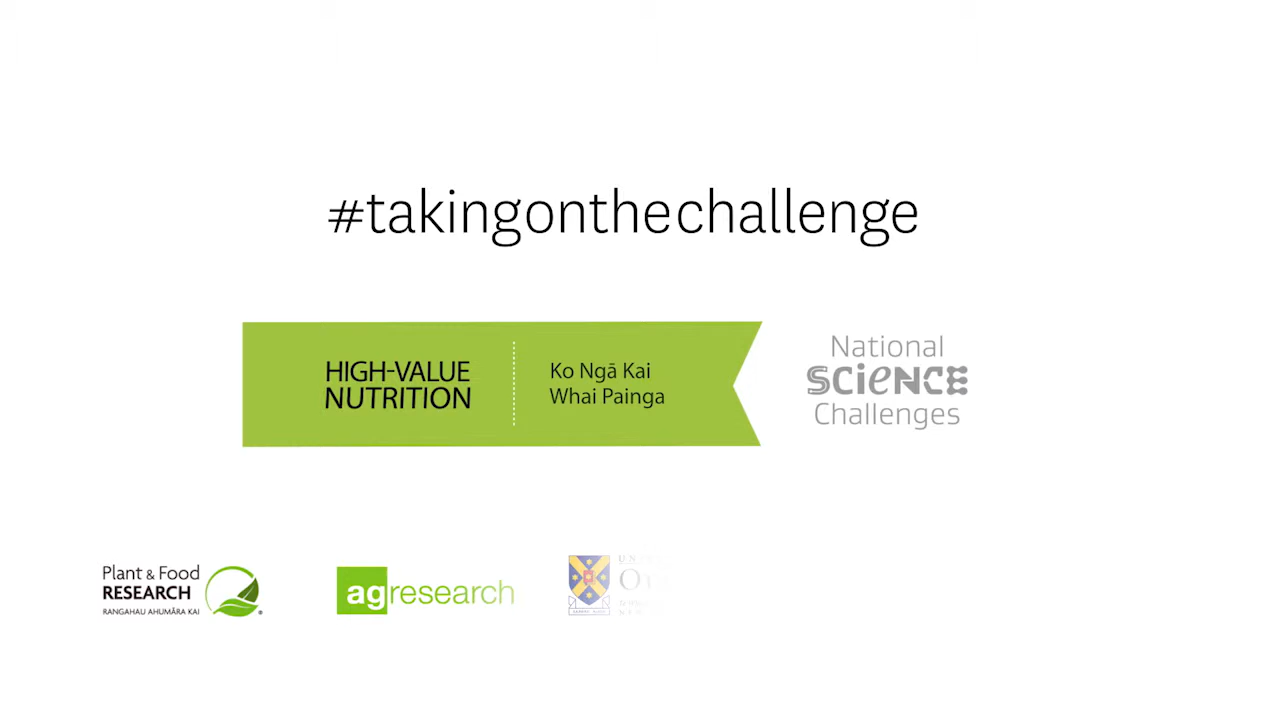 #takingonthechallenge
HIGH-VALUE
NUTRITION
Ko Ngā Kai
Whai Painga
National
SCIENCE
Challenges
Plant & Food
RESEARCH
RANGAHAU AHUMĀRA KAI
agresearch